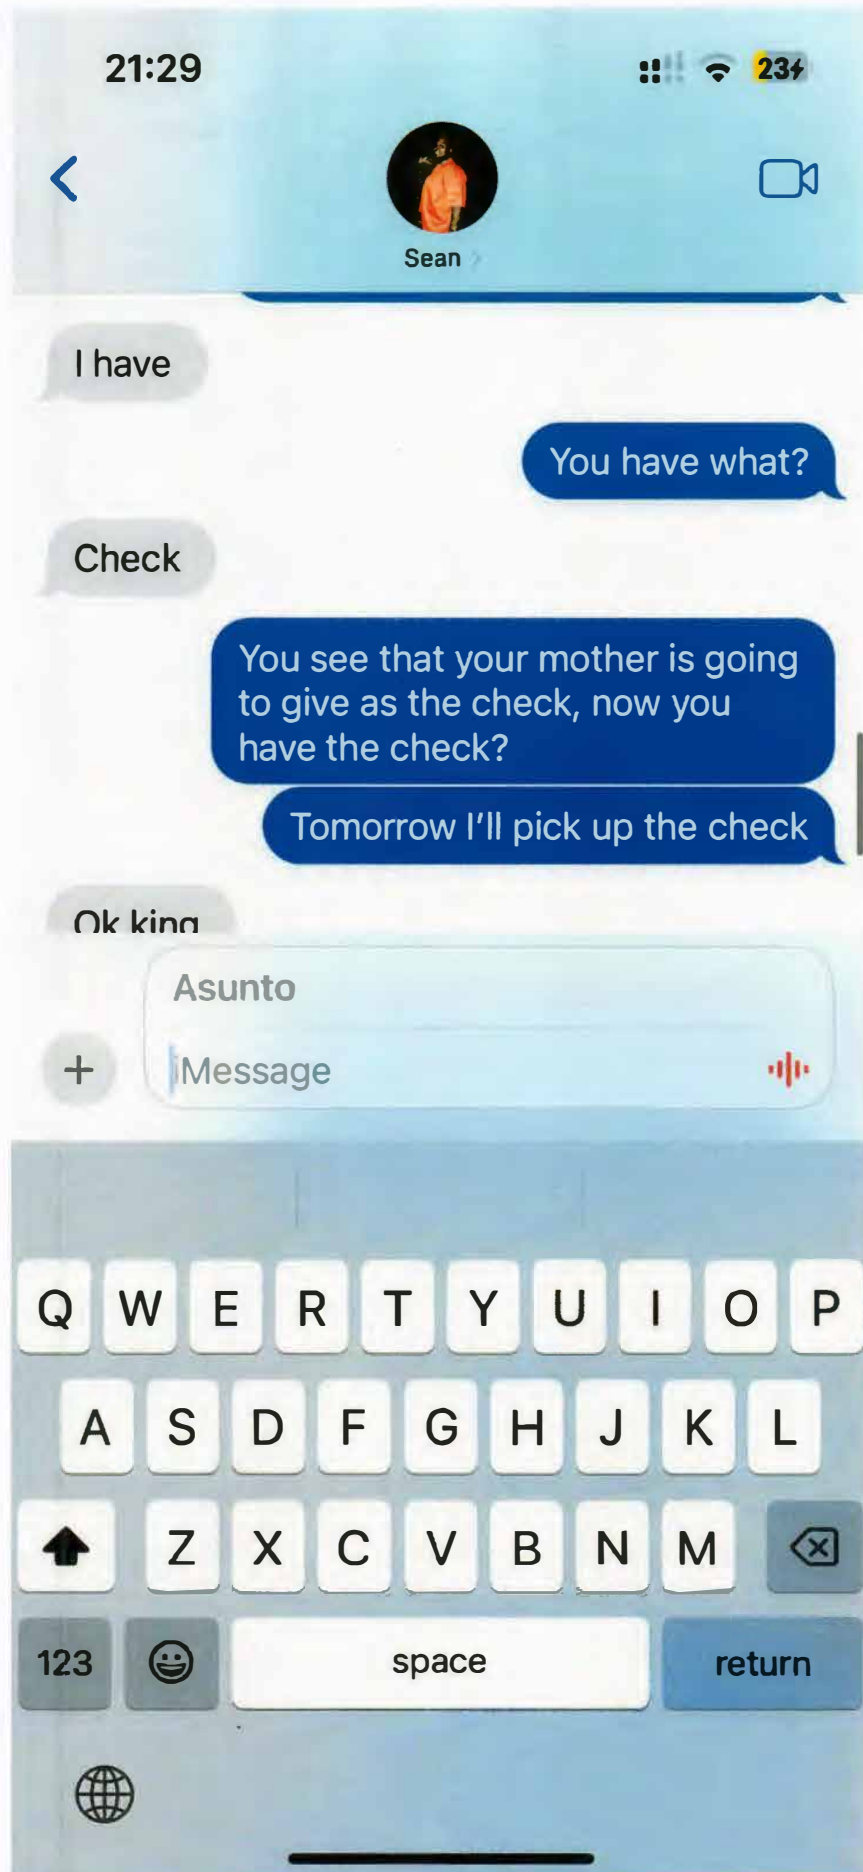 21:29
23
Sean
I have
You have what?
Check
You see that your mother is going
to give as the check, now you
have the check?
Tomorrow I'll pick up the check
Ok king
Asunto
iMessage
Q W E R T Y U I O P
A S D F G H J K L
Z X C V B N M
123 space return